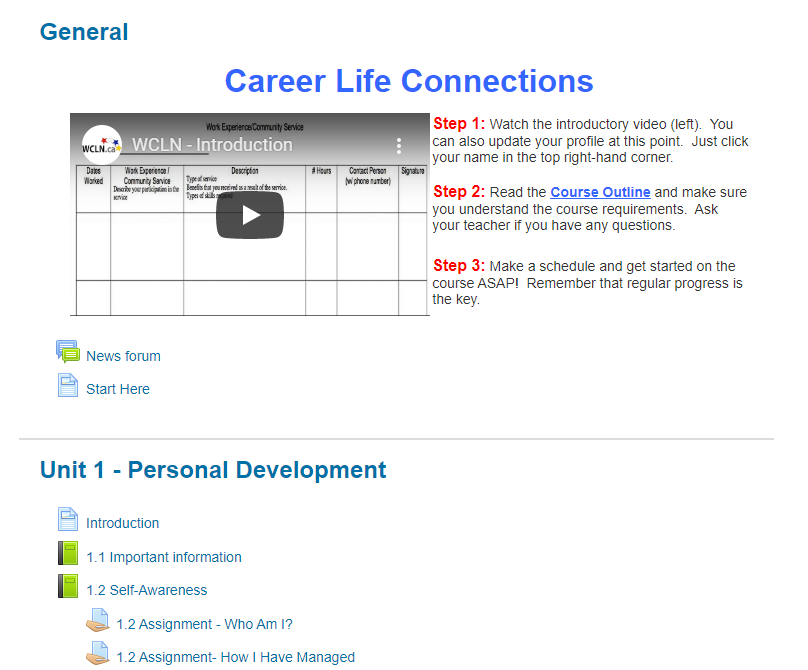 General
Career Life Connections
Work Experience/Community Service
WCLN.ca
WCLN - Introduction
Dates Worked
Work Experience / Community Service
Describe your participation in the service
Description
Type of service
Benefits that you received as a result of the service.
Types of skills
# Hours
Contact Person
(w/ phone number)
Signature
Step 1: Watch the introductory video (left). You
can also update your profile at this point. Just click
your name in the top right-hand corner.
Step 2: Read the Course Outline and make sure
you understand the course requirements. Ask
your teacher if you have any questions.
Step 3: Make a schedule and get started on the
course ASAP! Remember that regular progress is
the key.
News forum
Start Here
Unit 1 - Personal Development
Introduction
1.1 Important information
1.2 Self-Awareness
1.2 Assignment - Who Am I?
1.2 Assignment- How I Have Managed